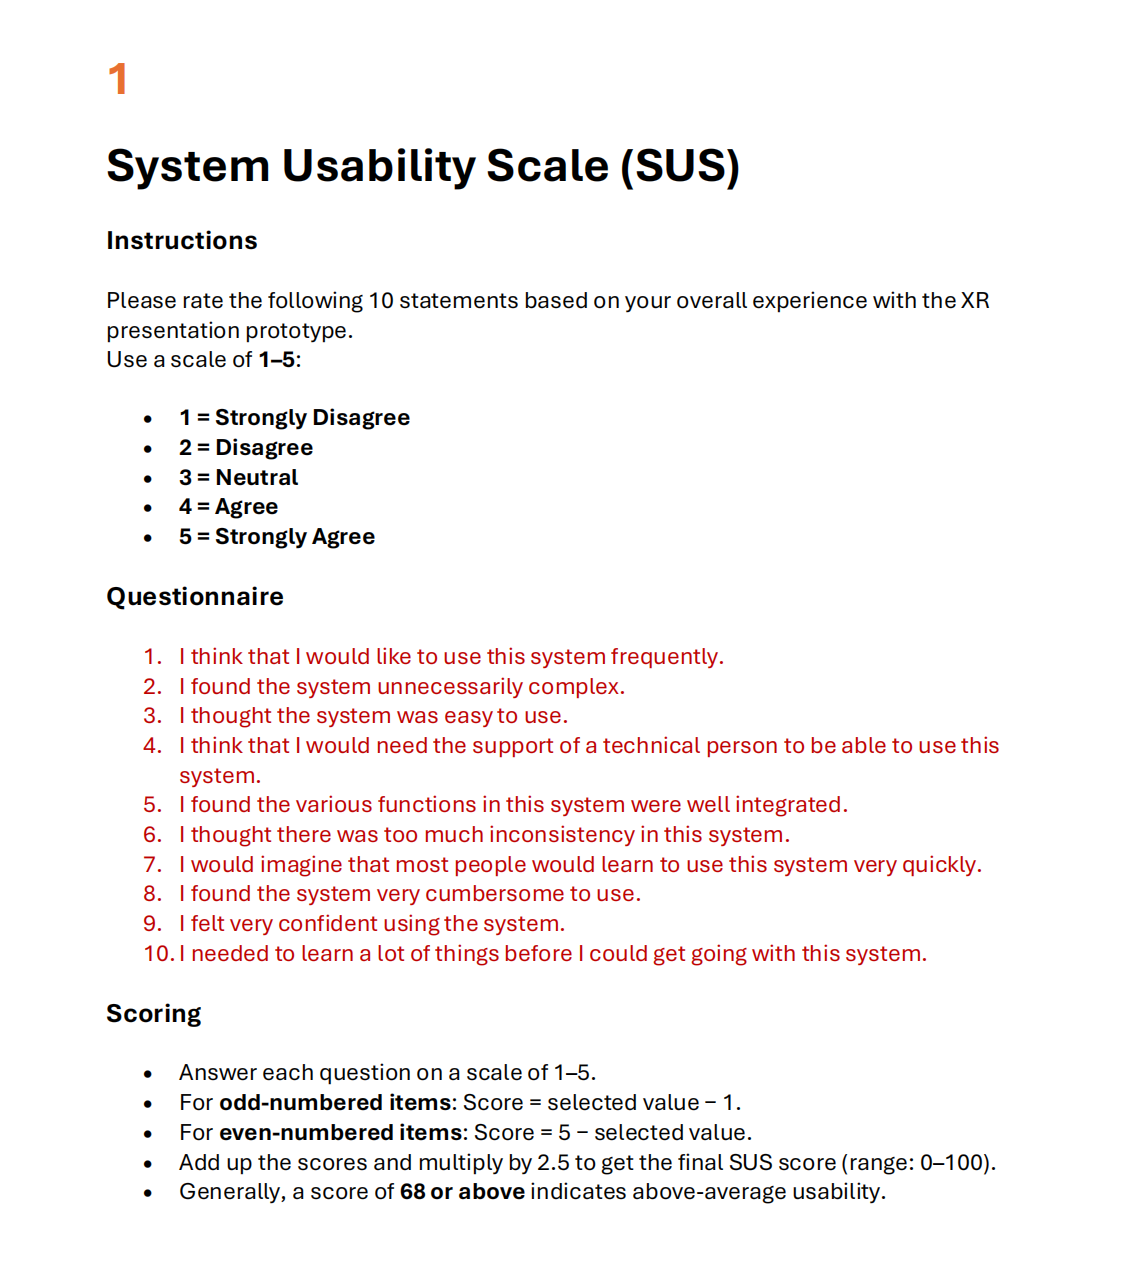 1
System Usability Scale (SUS)
Instructions
Please rate the following 10 statements based on your overall experience with the XR
presentation prototype.
Use a scale of 1–5:
• 1 = Strongly Disagree
• 2 = Disagree
• 3 = Neutral
• 4 = Agree
• 5 = Strongly Agree
Questionnaire
1. I think that I would like to use this system frequently.
2. I found the system unnecessarily complex.
3. I thought the system was easy to use.
4. I think that I would need the support of a technical person to be able to use this
system.
5. I found the various functions in this system were well integrated.
6. I thought there was too much inconsistency in this system.
7. I would imagine that most people would learn to use this system very quickly.
8. I found the system very cumbersome to use.
9. I felt very confident using the system.
10. I needed to learn a lot of things before I could get going with this system.
Scoring
• Answer each question on a scale of 1–5.
• For odd-numbered items: Score = selected value − 1.
• For even-numbered items: Score = 5 − selected value.
• Add up the scores and multiply by 2.5 to get the final SUS score (range: 0–100).
• Generally, a score of 68 or above indicates above-average usability.